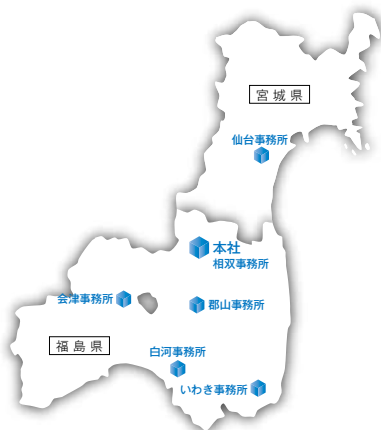 宮城県
仙台事務所
本社
相双事務所
会津事務所
郡山事務所
福島県
白河事務所
いわき事務所